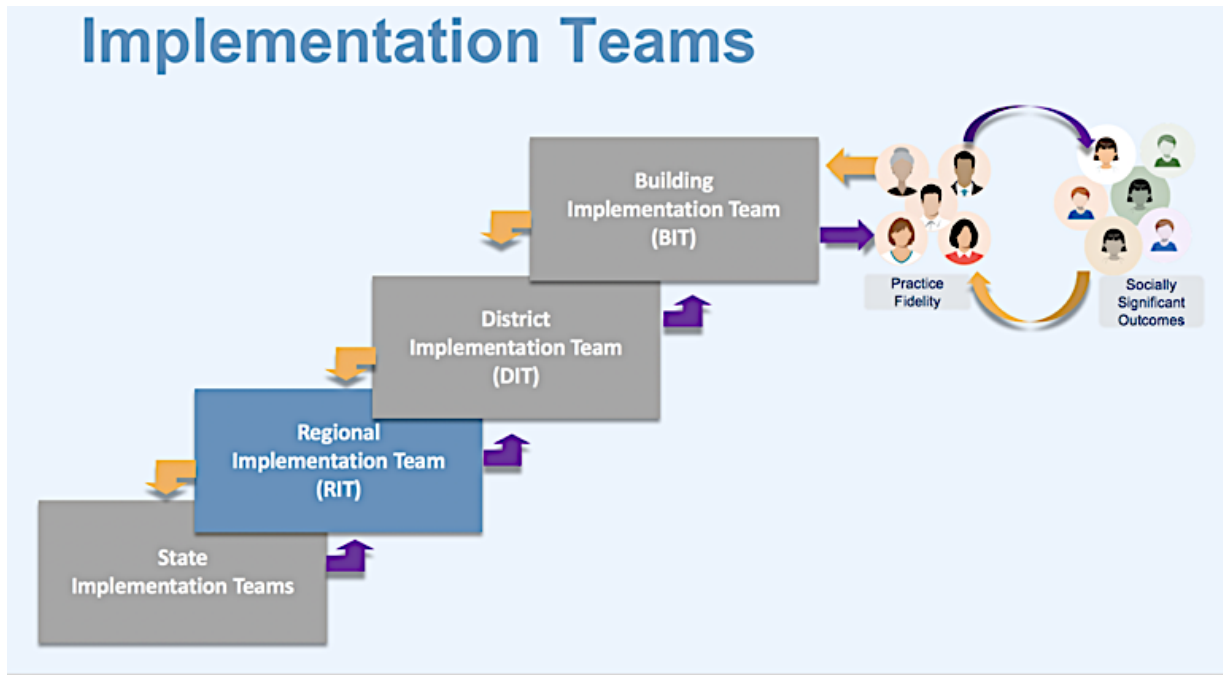 Implementation Teams
Building
Implementation Team
(BIT)
District
Implementation Team
(DIT)
Regional
Implementation Team
(RIT)
State
Implementation Teams
Practice
Fidelity
Socially
Significant
Outcomes